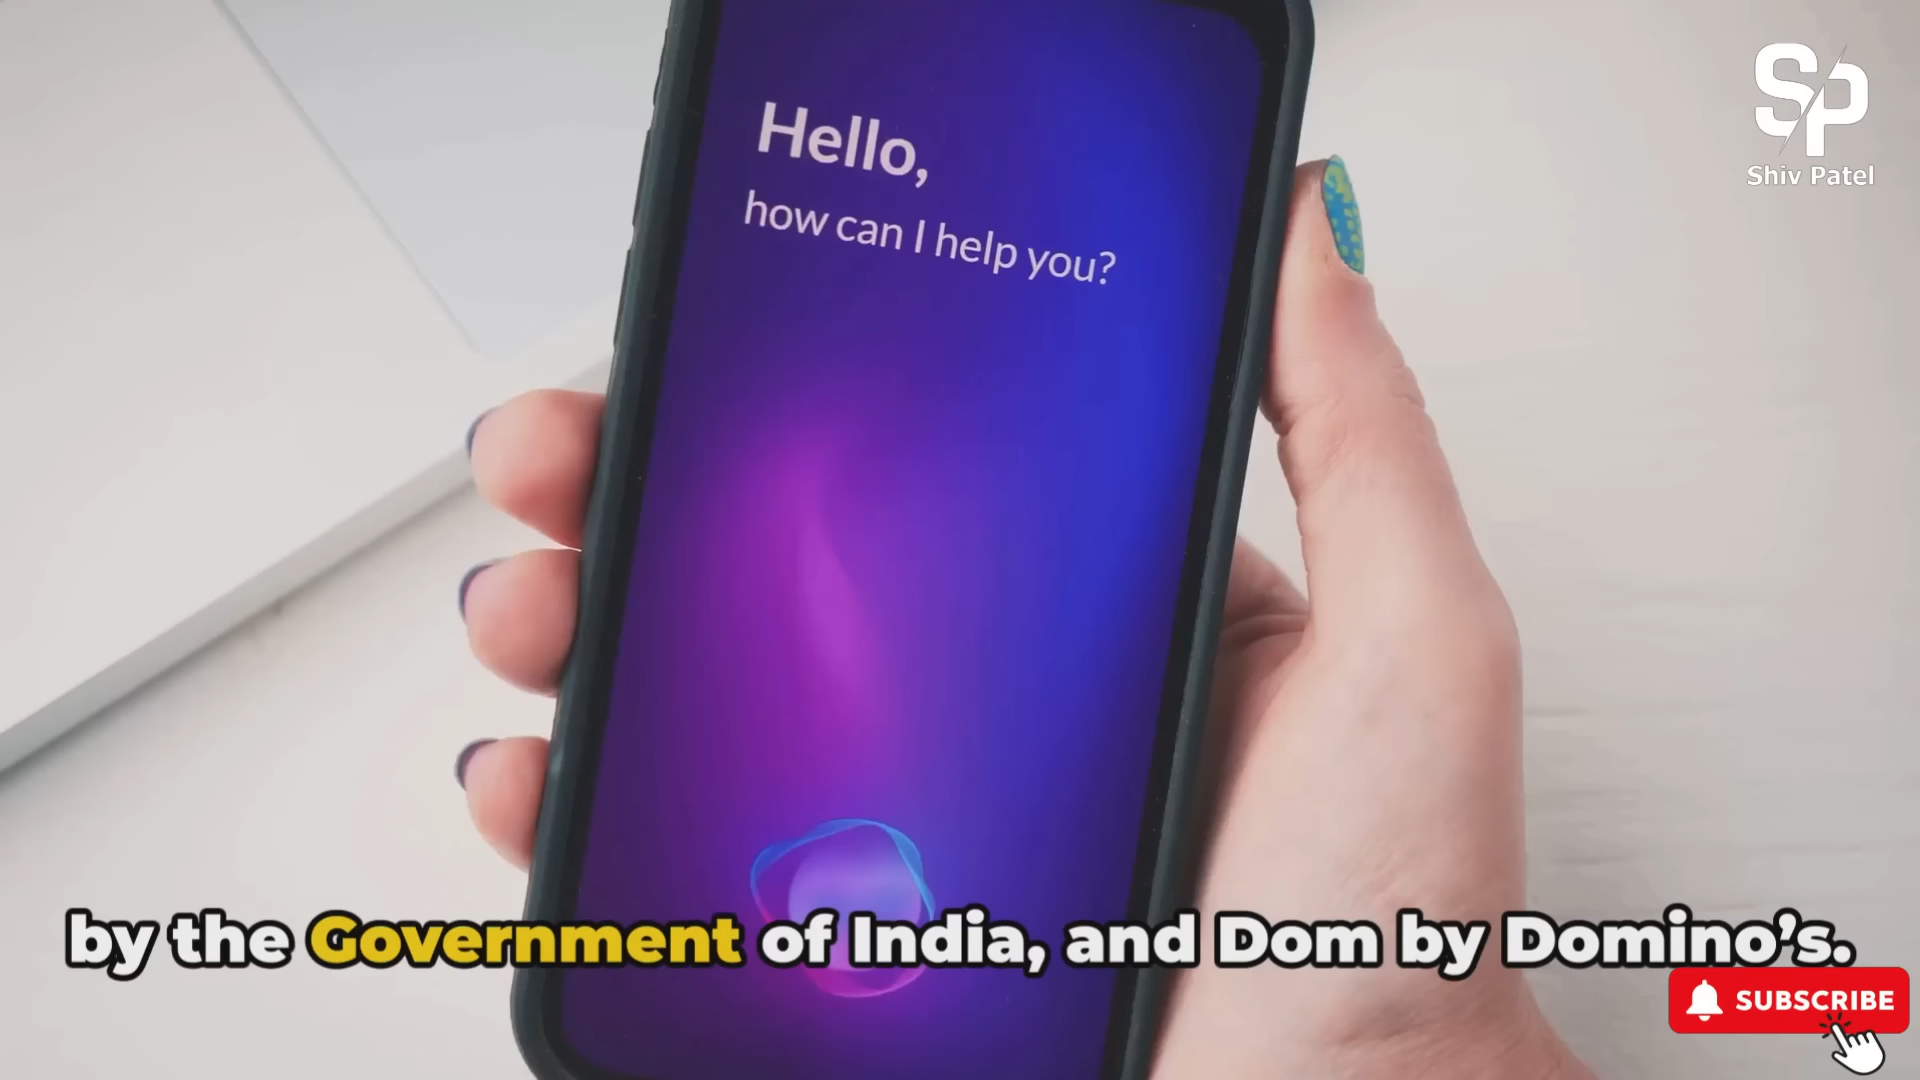 SP
Shiv Patel
Hello,
how can I help you?
by the Government of India, and Dom by Domino's.
SUBSCRIBE